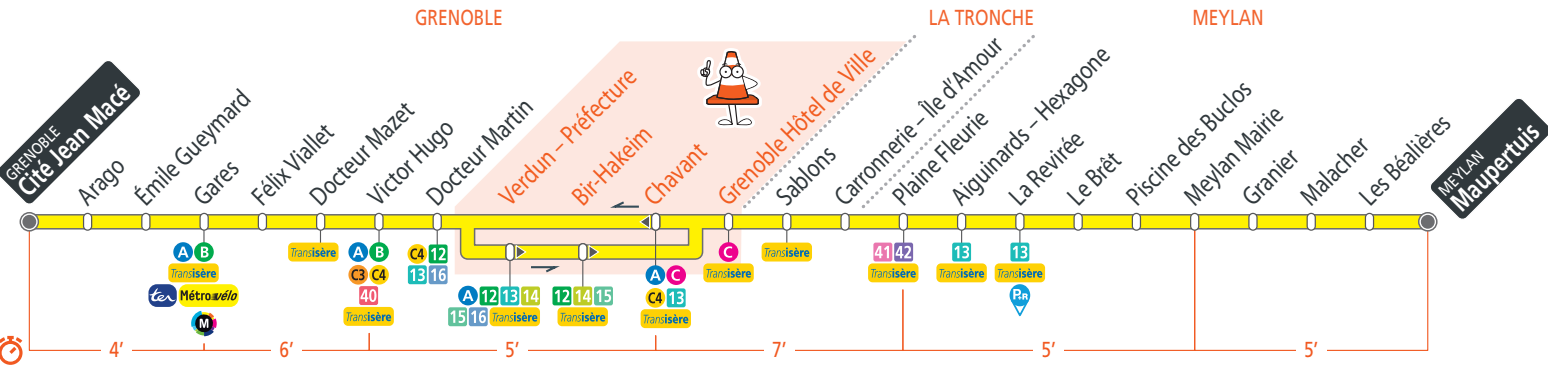 GRENOBLE
LA TRONCHE
MEYLAN
GRENOBLE
Cité Jean Macé
Arago
Émile Gueymard
Gares
Félix Viallet
Docteur Mazet
Victor Hugo
Docteur Martin
Verdun – Préfecture
Bir-Hakeim
Chavant
Grenoble Hôtel de Ville
Sablons
Carronnerie – Île d'Amour
Plaine Fleurie
Aiguinards – Hexagone
La Revirée
Le Brêt
Piscine des Buclos
Meylan Mairie
Granier
Malacher
Les Béalières
MEYLAN
Maupertuis
A B
Transisère
ter Métrovélo
M
Transisère
A B
C3 C4
40
Transisère
C4 12
13 16
A 12 13 14
15 16 Transisère
12 14 15
Transisère
A C
C4 13
Transisère
C
Transisère
Transisère
41 42
Transisère
13
Transisère
13
Transisère
P+R
4' 6' 5' 7' 5' 5'